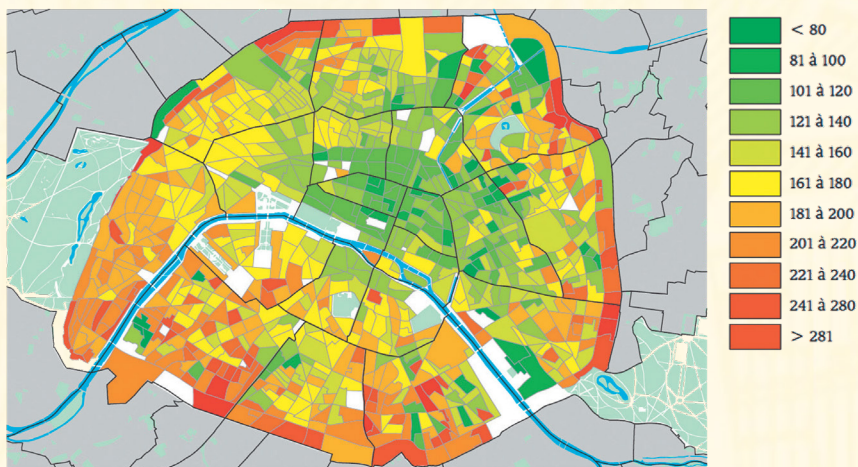 < 80
81 à 100
101 à 120
121 à 140
141 à 160
161 à 180
181 à 200
201 à 220
221 à 240
241 à 280
> 281